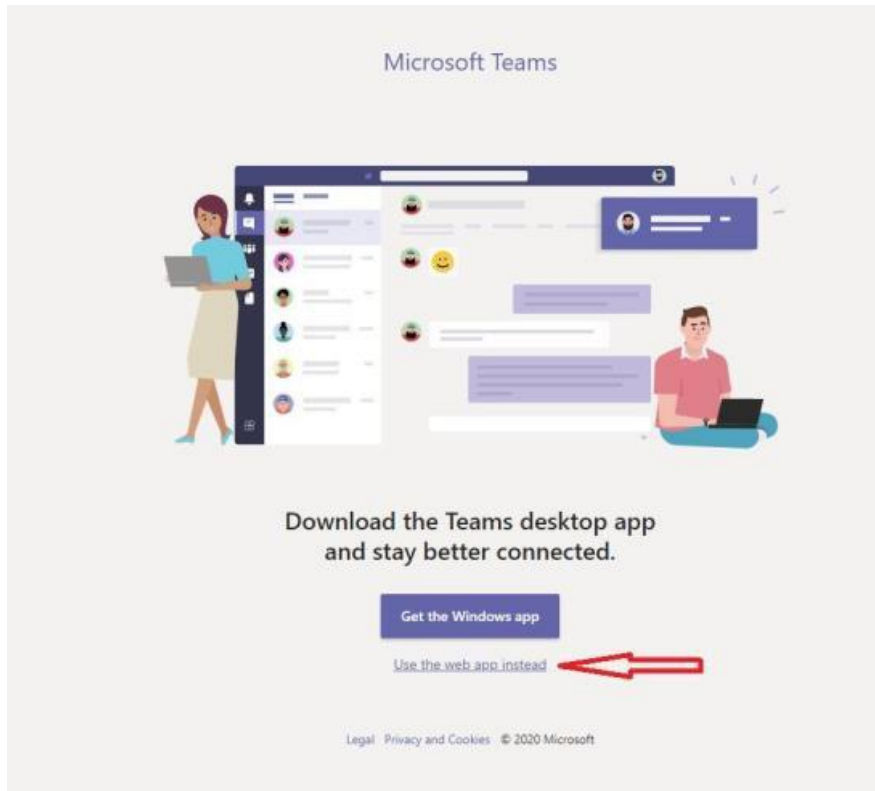 Microsoft Teams
Download the Teams desktop app
and stay better connected.
Get the Windows app
Use the web app instead
Legal Privacy and Cookies © 2020 Microsoft